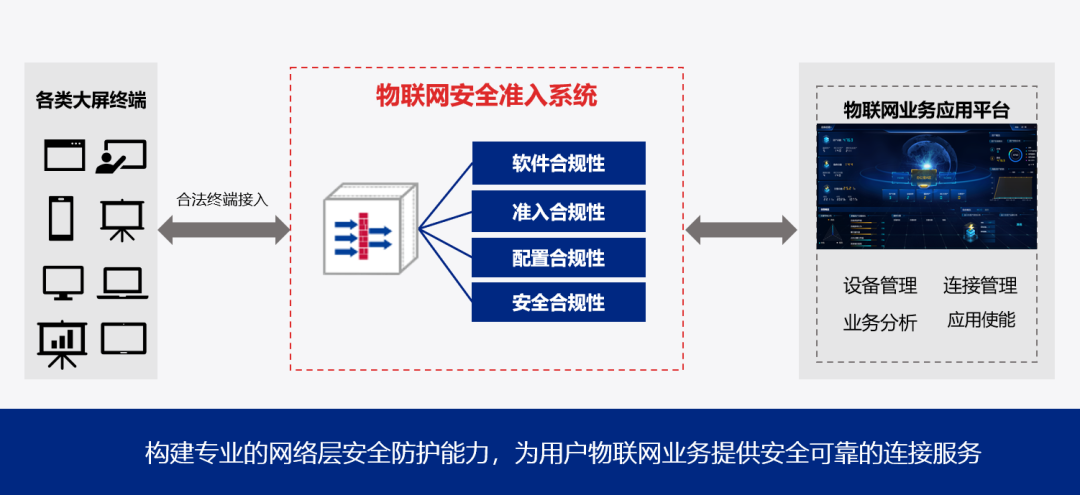 各类大屏终端
合法终端接入
物联网安全准入系统
软件合规性
准入合规性
配置合规性
安全合规性
物联网业务应用平台
设备管理 连接管理
业务分析 应用使能
构建专业的网络层安全防护能力，为用户物联网业务提供安全可靠的连接服务